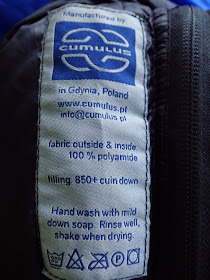 Manufactured by
cumulus
in Gdynia, Poland
www.cumulus.pl
info@cumulus.pl
fabric outside & inside:
100 % polyamide
filling: 850+ cuin down
Hand wash with mild
down soap. Rinse well,
shake when drying.